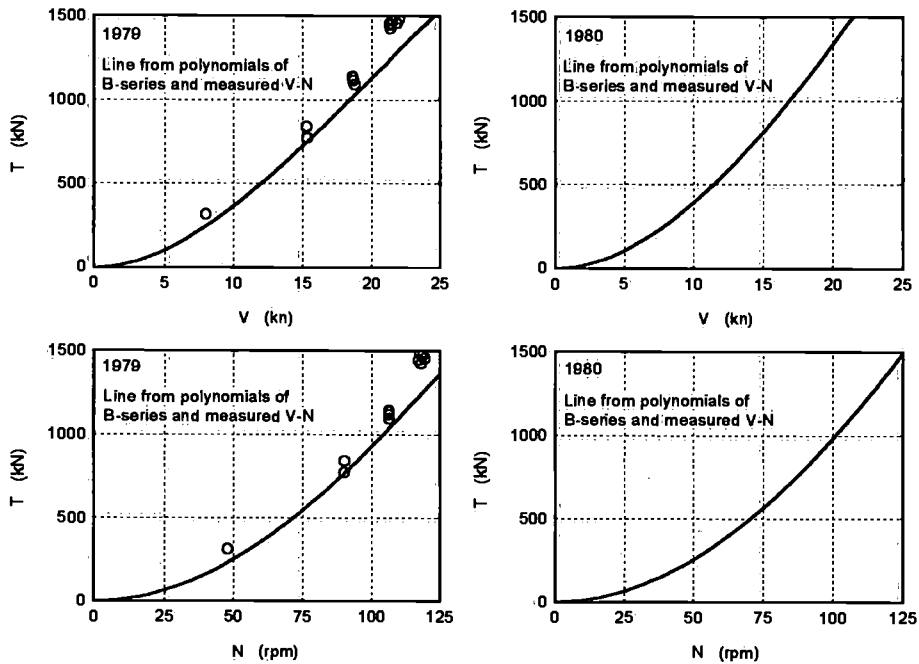 1979
Line from polynomials of
B-series and measured V-N
T (kN)
1500
1000
500
0
0 5 10 15 20 25
V (kn)
1980
Line from polynomials of
B-series and measured V-N
T (kN)
1500
1000
500
0
0 5 10 15 20 25
V (kn)
1979
Line from polynomials of
B-series and measured V-N
T (kN)
1500
1000
500
0
0 25 50 75 100 125
N (rpm)
1980
Line from polynomials of
B-series and measured V-N
T (kN)
1500
1000
500
0
0 25 50 75 100 125
N (rpm)